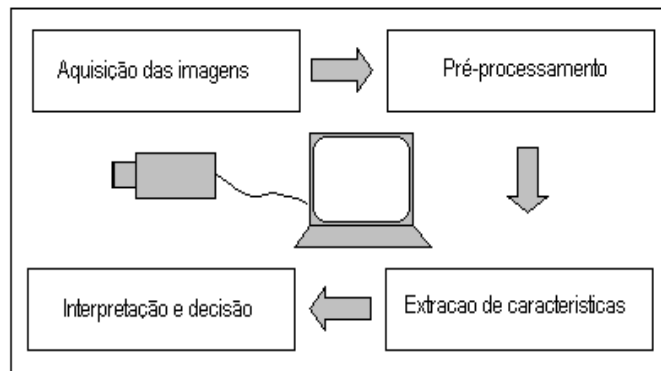 Aquisição das imagens
Pré-processamento
Extracao de caracteristicas
Interpretação e decisão